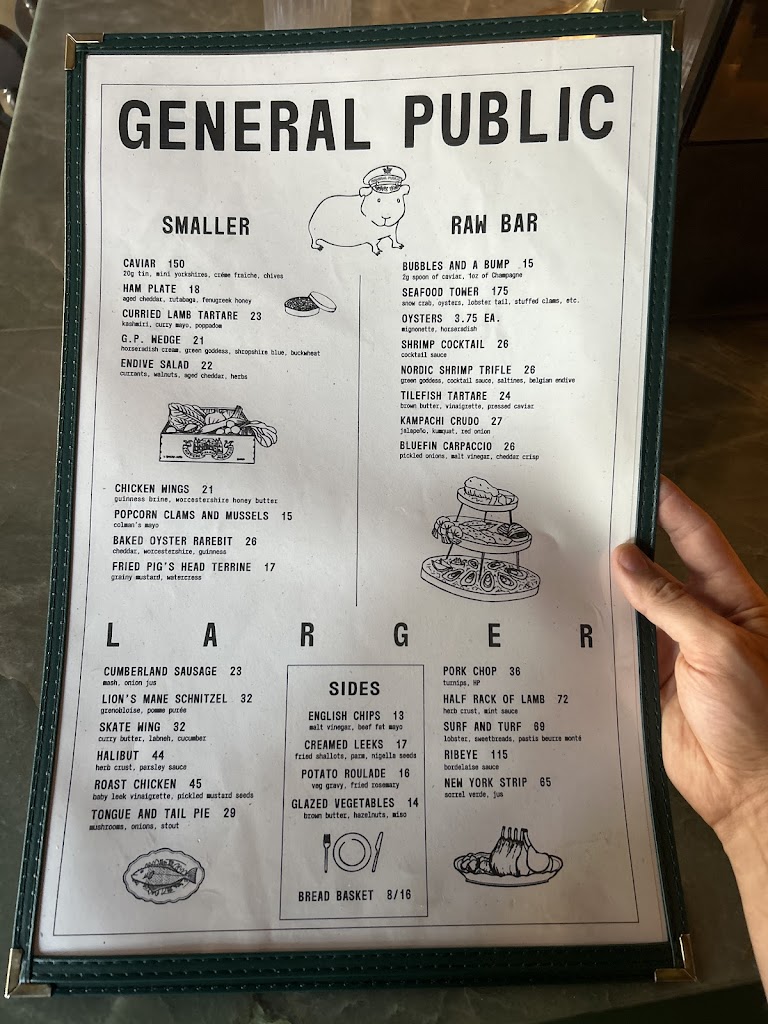 GENERAL PUBLIC
SMALLER
CAVIAR 150
20g tin, mini yorkshires, créme fraiche, chives
HAM PLATE 18
aged cheddar, rutabaga, fenugreek honey
CURRIED LAMB TARTARE 23
kashmiri, curry mayo, poppadom
G.P. WEDGE 21
horseradish cream, green goddess, shropshire blue, buckwheat
ENDIVE SALAD 22
currants, walnuts, aged cheddar, herbs
CHICKEN WINGS 21
guinness brine, worcestershire honey butter
POPCORN CLAMS AND MUSSELS 15
colman's mayo
BAKED OYSTER RAREBIT 26
cheddar, worcestershire, guinness
FRIED PIG'S HEAD TERRINE 17
grainy mustard, watercress
RAW BAR
BUBBLES AND A BUMP 15
2g spoon of caviar, 1oz of Champagne
SEAFOOD TOWER 175
snow crab, oysters, lobster tail, stuffed clams, etc.
OYSTERS 3.75 EA.
mignonette, horseradish
SHRIMP COCKTAIL 26
cocktail sauce
NORDIC SHRIMP TRIFLE 26
green goddess, cocktail sauce, saltines, belgian endive
TILEFISH TARTARE 24
brown butter, vinaigrette, pressed caviar
KAMPACHI CRUDO 27
jalapeño, kumquat, red onion
BLUEFIN CARPACCIO 26
pickled onions, malt vinegar, cheddar crisp
LARGER
CUMBERLAND SAUSAGE 23
mash, onion jus
LION'S MANE SCHNITZEL 32
grenobloise, pomme purée
SKATE WING 32
curry butter, labneh, cucumber
HALIBUT 44
herb crust, parsley sauce
ROAST CHICKEN 45
baby leek vinaigrette, pickled mustard seeds
TONGUE AND TAIL PIE 29
mushrooms, onions, stout
SIDES
ENGLISH CHIPS 13
malt vinegar, beef fat mayo
CREAMED LEEKS 17
fried shallots, parm, nigella seeds
POTATO ROULADE 16
veg gravy, fried rosemary
GLAZED VEGETABLES 14
brown butter, hazelnuts, miso
BREAD BASKET 8/16
PORK CHOP 36
turnips, HP
HALF RACK OF LAMB 72
herb crust, mint sauce
SURF AND TURF 69
lobster, sweetbreads, pastis beurre monté
RIBEYE 115
bordelaise sauce
NEW YORK STRIP 65
sorrel verde, jus